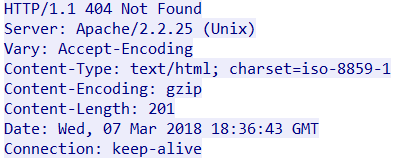 HTTP/1.1 404 Not Found
Server: Apache/2.2.25 (Unix)
Vary: Accept-Encoding
Content-Type: text/html; charset=iso-8859-1
Content-Encoding: gzip
Content-Length: 201
Date: Wed, 07 Mar 2018 18:36:43 GMT
Connection: keep-alive